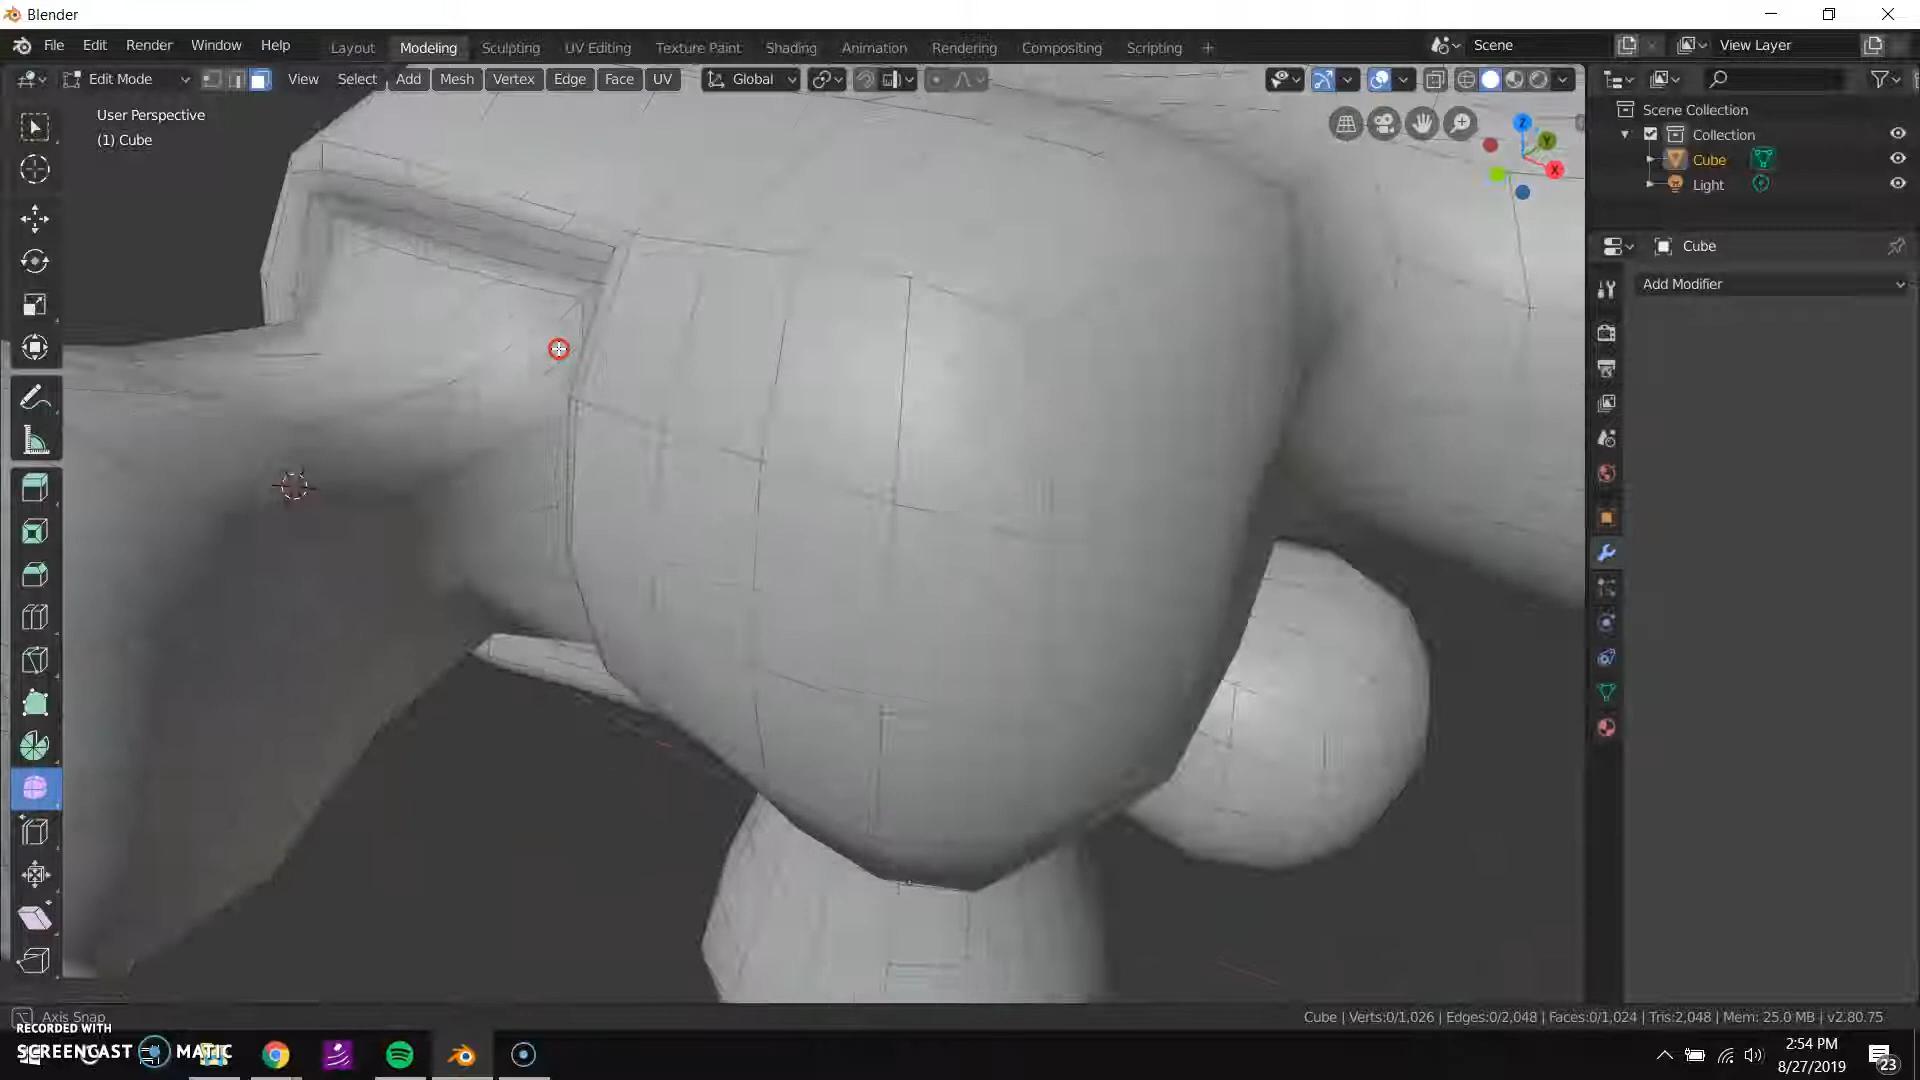 Blender
File Edit Render Window Help Layout Modeling Sculpting UV Editing Texture Paint Shading Animation Rendering Compositing Scripting + Scene View Layer
Edit Mode View Select Add Mesh Vertex Edge Face UV Global
User Perspective
(1) Cube
Z
Y
X
Scene Collection
Collection
Cube
Light
Cube
Add Modifier
Axis Snap
Cube | Verts:0/1,026 | Edges:0/2,048 | Faces:0/1,024 | Tris:2,048 | Mem: 25.0 MB | v2.80.75
RECORDED WITH
SCREENCAST MATIC
2:54 PM
8/27/2019
23